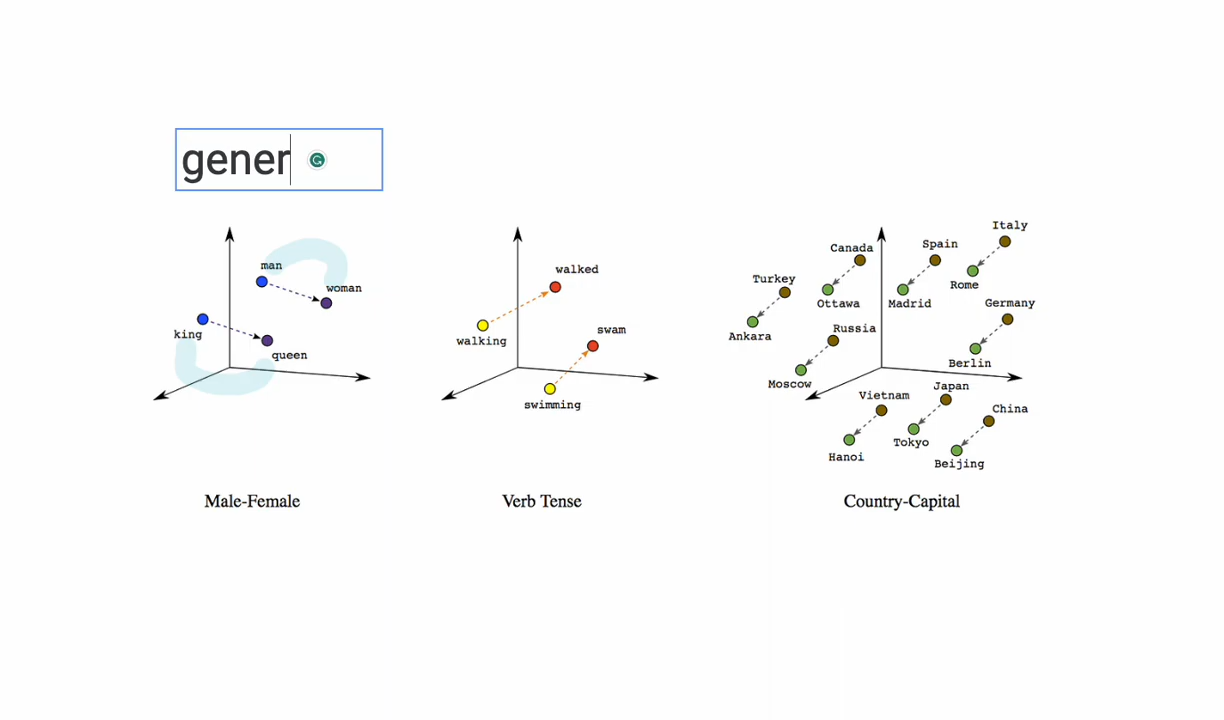 gener
man
woman
king
queen
Male-Female
walked
walking
swam
swimming
Verb Tense
Italy
Canada
Spain
Rome
Turkey
Ottawa
Madrid
Germany
Ankara
Russia
Berlin
Moscow
Japan
Vietnam
China
Tokyo
Hanoi
Beijing
Country-Capital